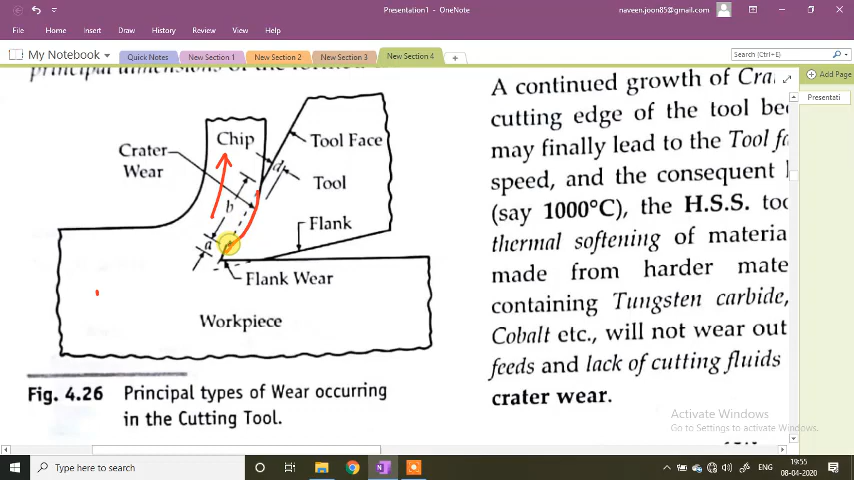 Presentation1 - OneNote
naveen.joon85@gmail.com
File Home Insert Draw History Review View
My Notebook
Quick Notes New Section 1 New Section 2 New Section 3 New Section 4
Search (Ctrl+E)
Add Page
Presentati
principal dimensions of the formed
Chip
Crater
Wear
Tool Face
d
Tool
b
Flank
a
Flank Wear
Workpiece
Fig. 4.26 Principal types of Wear occurring
in the Cutting Tool.
A continued growth of Cra
cutting edge of the tool be
may finally lead to the Tool fa
speed, and the consequent
(say 1000°C), the H.S.S. too
thermal softening of materia
made from harder mate
containing Tungsten carbide,
Cobalt etc., will not wear out
feeds and lack of cutting fluids
crater wear.
Activate Windows
Go to Settings to activate Windows.
Type here to search
ENG
19:55
08-04-2020